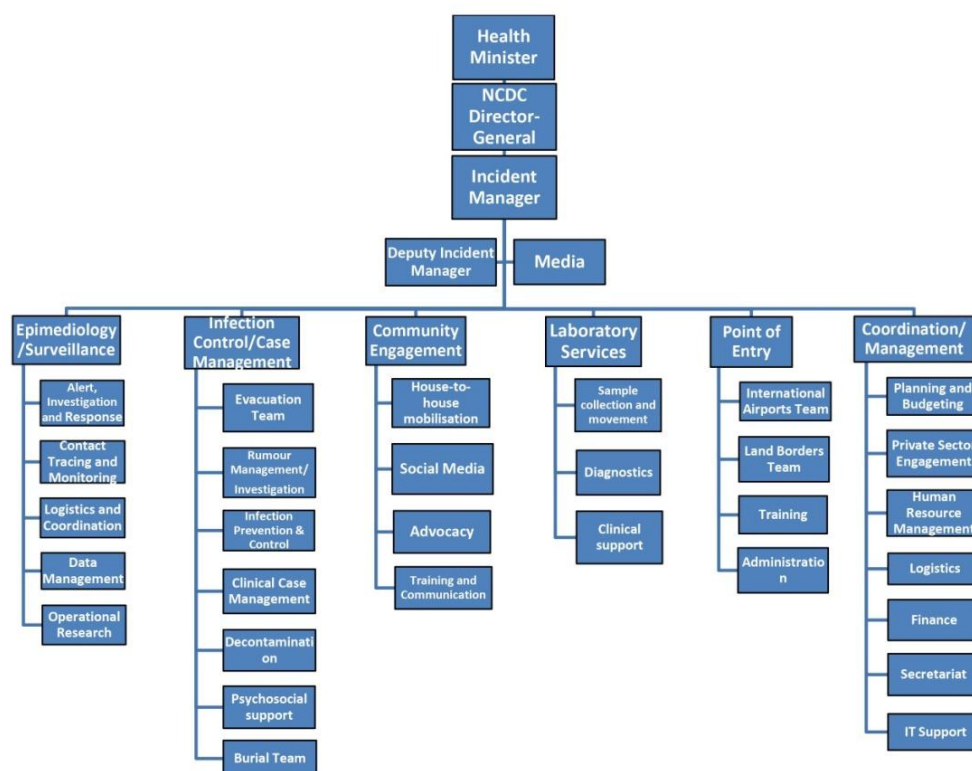 Health
Minister
NCDC
Director-
General
Incident
Manager
Deputy Incident
Manager
Media
Epimediology
/Surveillance
Alert,
Investigation
and Response
Contact
Tracing and
Monitoring
Logistics and
Coordination
Data
Management
Operational
Research
Infection
Control/Case
Management
Evacuation
Team
Rumour
Management/
Investigation
Infection
Prevention &
Control
Clinical Case
Management
Decontaminati
on
Psychosocial
support
Burial Team
Community
Engagement
House-to-
house
mobilisation
Social Media
Advocacy
Training and
Communication
Laboratory
Services
Sample
collection and
movement
Diagnostics
Clinical
support
Point of
Entry
International
Airports Team
Land Borders
Team
Training
Administratio
n
Coordination/
Management
Planning and
Budgeting
Private Sector
Engagement
Human
Resource
Management
Logistics
Finance
Secretariat
IT Support